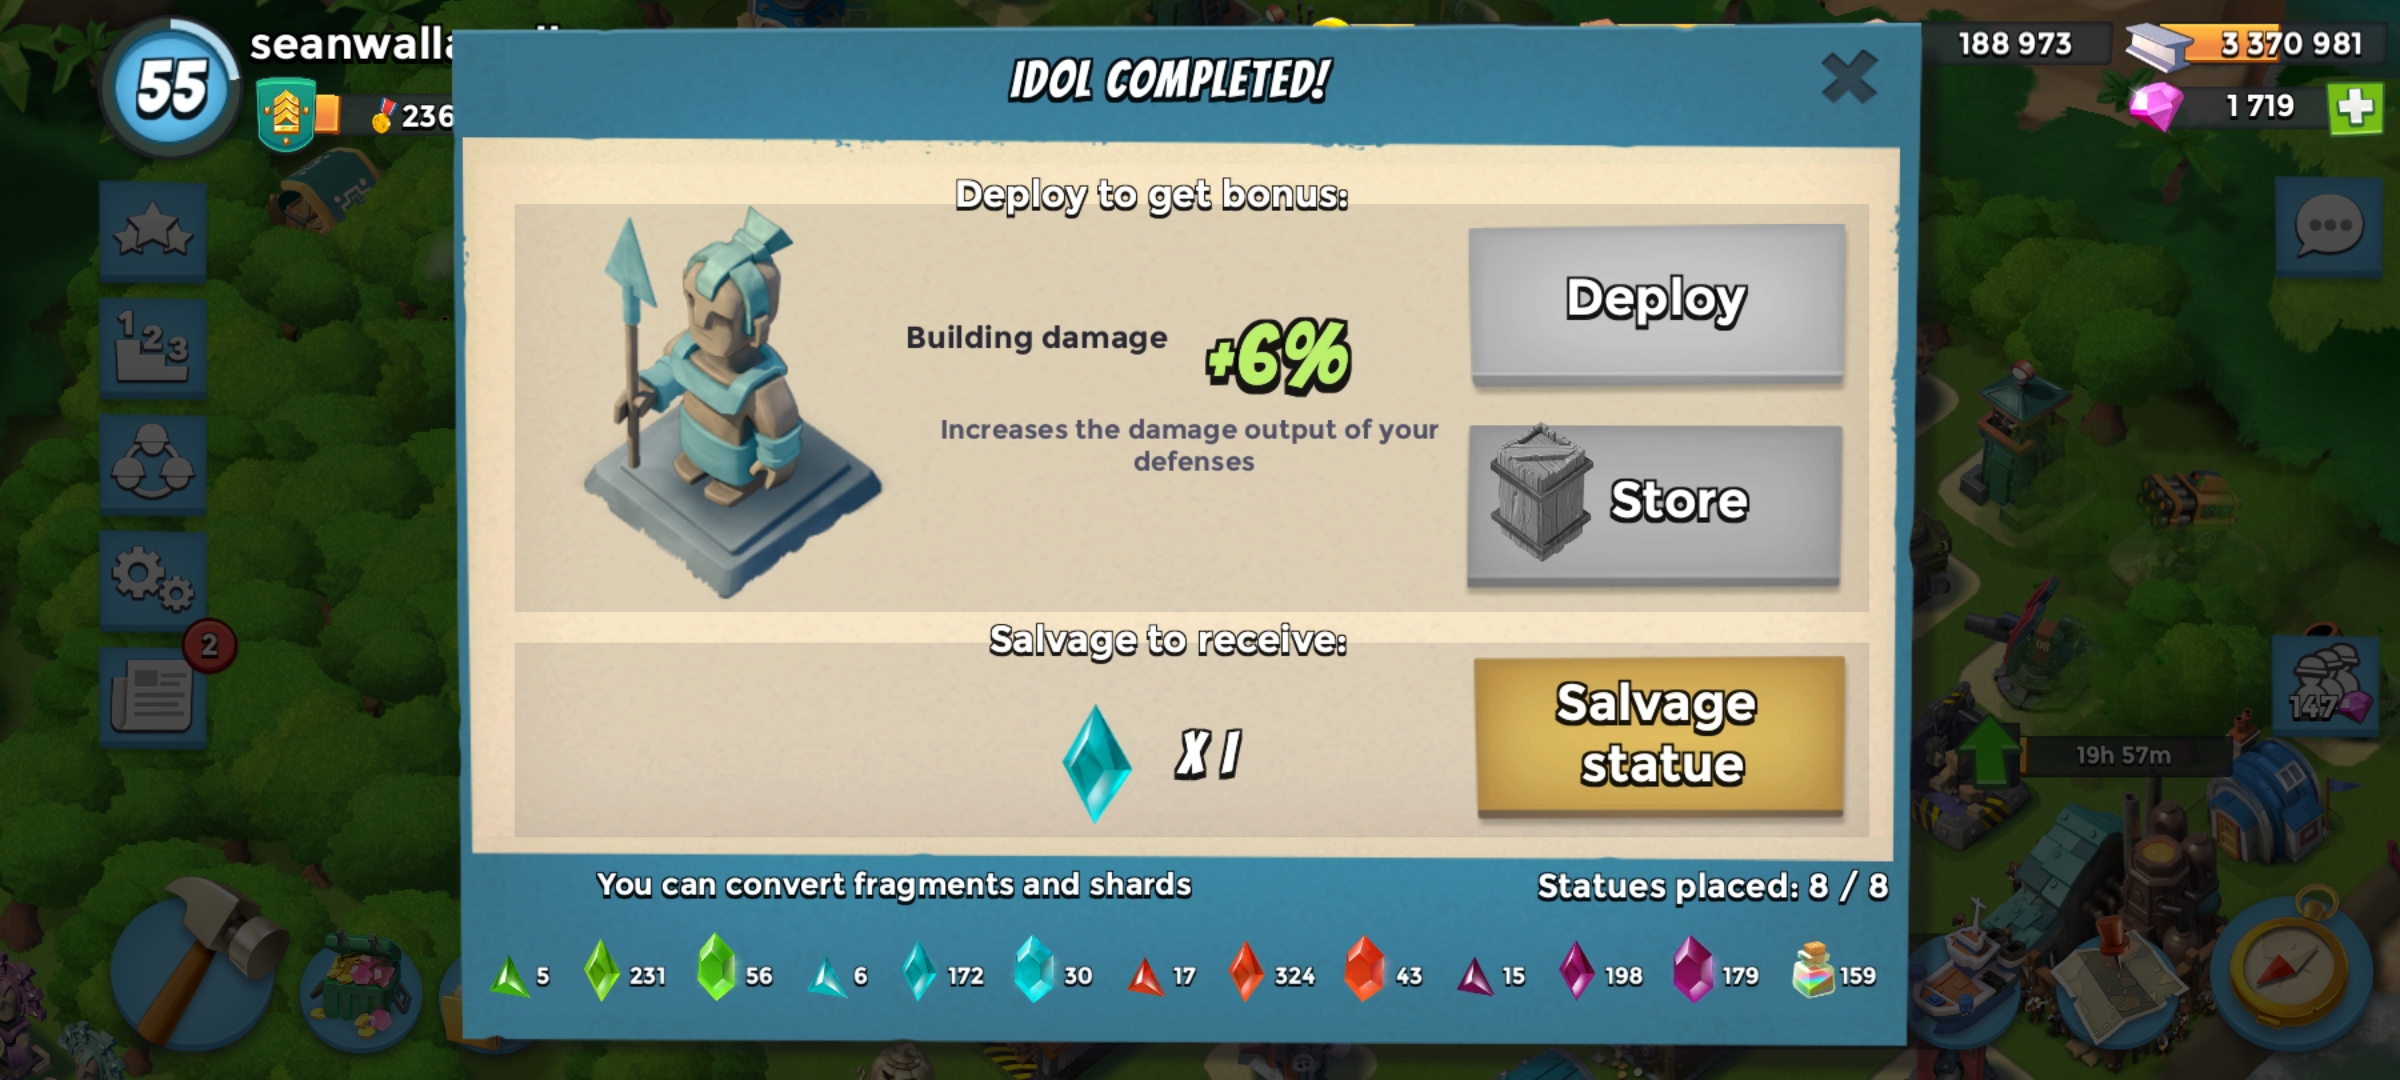 55
236
188 973
3 370 981
1 719
IDOL COMPLETED!
Deploy to get bonus:
Building damage
+6%
Increases the damage output of your
defenses
Deploy
Store
Salvage to receive:
X 1
Salvage
statue
1 2 3
2
147
19h 57m
You can convert fragments and shards
Statues placed: 8 / 8
5 231 56 6 172 30 17 324 43 15 198 179 159